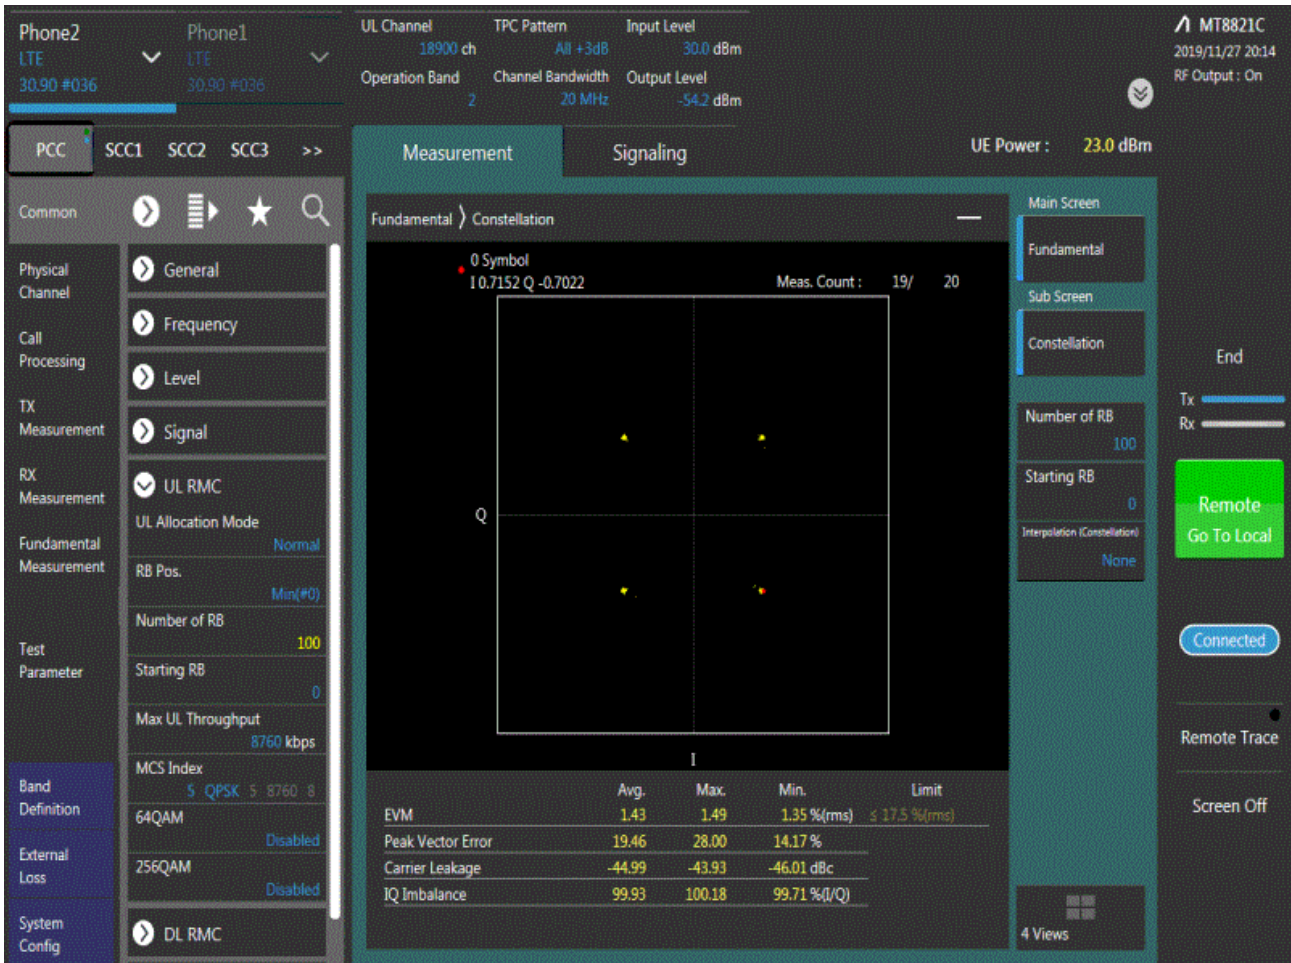 Phone2
LTE
30.90 #036
Phone1
LTE
30.90 #036
UL Channel
18900 ch
TPC Pattern
All +3dB
Input Level
30.0 dBm
Operation Band
2
Channel Bandwidth
20 MHz
Output Level
-54.2 dBm
MT8821C
2019/11/27 20:14
RF Output : On
PCC SCC1 SCC2 SCC3 >>
Measurement
Signaling
UE Power : 23.0 dBm
Common
Physical
Channel
Call
Processing
TX
Measurement
RX
Measurement
Fundamental
Measurement
Test
Parameter
Band
Definition
External
Loss
System
Config
General
Frequency
Level
Signal
UL RMC
UL Allocation Mode
Normal
RB Pos.
Min(#0)
Number of RB
100
Starting RB
0
Max UL Throughput
8760 kbps
MCS Index
5 QPSK 5 8760 8
64QAM
Disabled
256QAM
Disabled
DL RMC
Fundamental 〉 Constellation
0 Symbol
I 0.7152 Q -0.7022
Meas. Count : 19/ 20
Q
I
Avg. Max. Min. Limit
EVM 1.43 1.49 1.35 %(rms) ≤ 17.5 %(rms)
Peak Vector Error 19.46 28.00 14.17 %
Carrier Leakage -44.99 -43.93 -46.01 dBc
IQ Imbalance 99.93 100.18 99.71 %(I/Q)
Main Screen
Fundamental
Sub Screen
Constellation
Number of RB
100
Starting RB
0
Interpolation (Constellation)
None
4 Views
End
Tx
Rx
Remote
Go To Local
Connected
Remote Trace
Screen Off